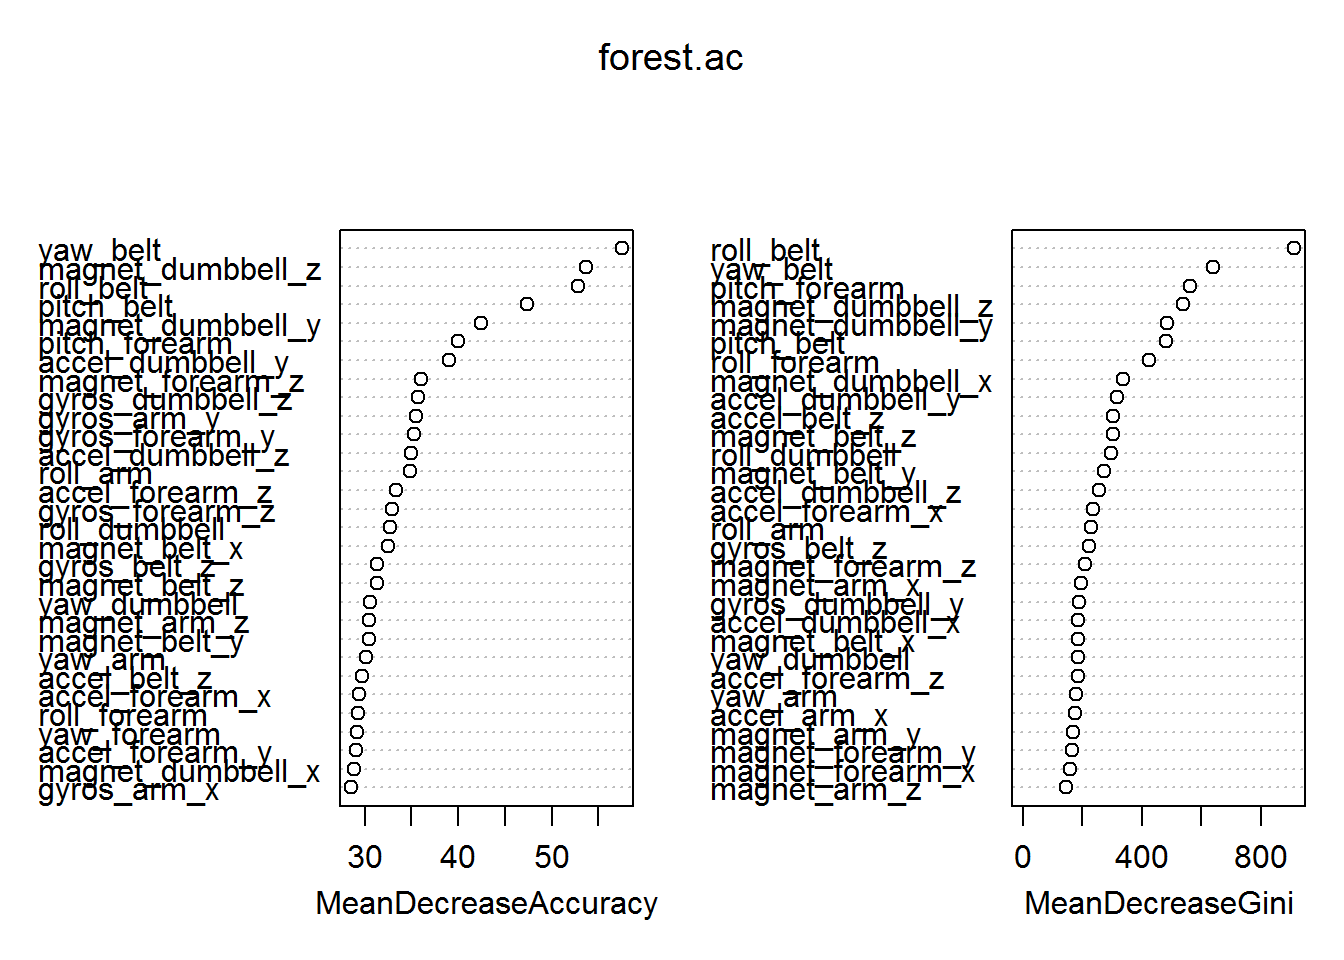 forest.ac
yaw_belt
magnet_dumbbell_z
roll_belt
pitch_belt
magnet_dumbbell_y
pitch_forearm
accel_dumbbell_y
magnet_forearm_z
gyros_dumbbell_z
gyros_arm_y
gyros_forearm_y
accel_dumbbell_z
roll_arm
accel_forearm_z
gyros_forearm_z
roll_dumbbell
magnet_belt_x
gyros_belt_z
magnet_belt_z
yaw_dumbbell
magnet_arm_z
magnet_belt_y
yaw_arm
accel_belt_z
accel_forearm_x
roll_forearm
yaw_forearm
accel_forearm_y
magnet_dumbbell_x
gyros_arm_x
30 40 50
MeanDecreaseAccuracy
roll_belt
yaw_belt
pitch_forearm
magnet_dumbbell_z
magnet_dumbbell_y
pitch_belt
roll_forearm
magnet_dumbbell_x
accel_dumbbell_y
accel_belt_z
magnet_belt_z
roll_dumbbell
magnet_belt_y
accel_dumbbell_z
accel_forearm_x
roll_arm
gyros_belt_z
magnet_forearm_z
magnet_arm_x
gyros_dumbbell_y
accel_dumbbell_x
magnet_belt_x
yaw_dumbbell
accel_forearm_z
yaw_arm
accel_arm_x
magnet_arm_y
magnet_forearm_y
magnet_forearm_x
magnet_arm_z
0 400 800
MeanDecreaseGini